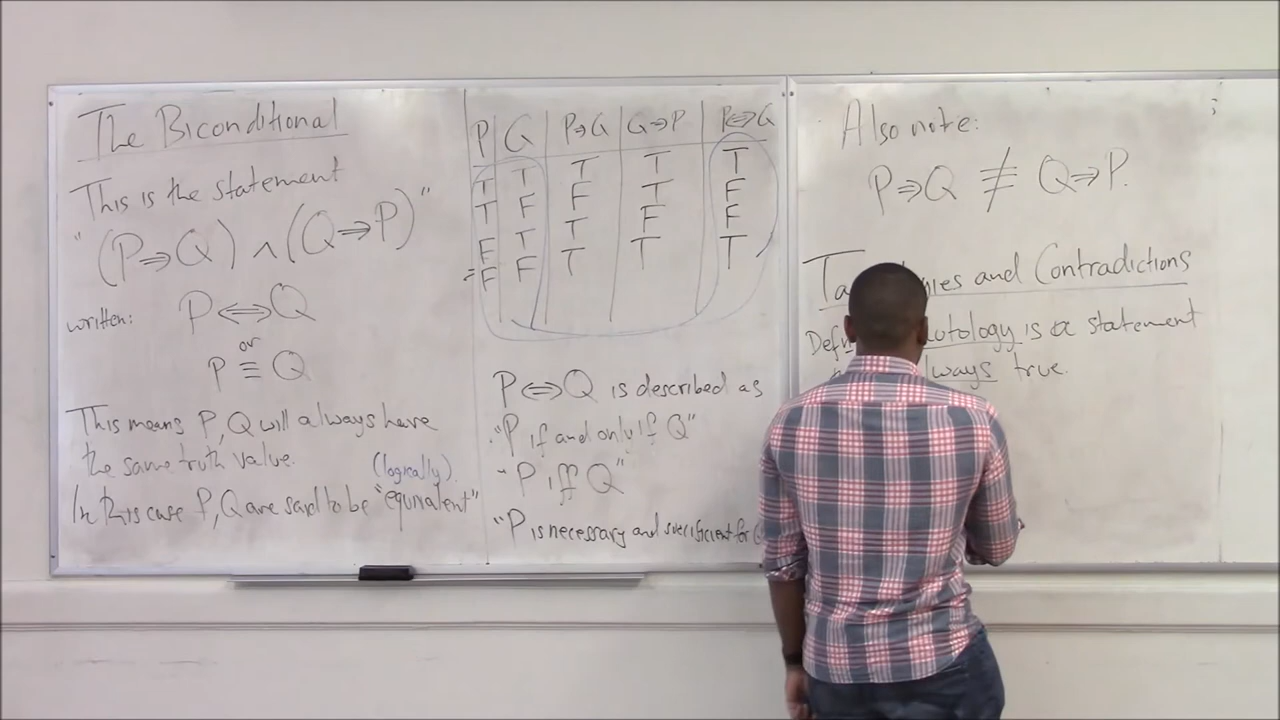 The Biconditional
This is the statement
"(P⇒Q) ∧ (Q⇒P)"
written: P⇔Q
or
P ≡ Q
This means P, Q will always have
the same truth value.
(logically).
In this case P, Q are said to be "equivalent"
P Q P⇒Q Q⇒P P⇔Q
T T T T T
T F F T F
F T T F F
F F T T T
P⇔Q is described as
"P if and only if Q"
"P iff Q"
"P is necessary and sufficient for
Also note:
P⇒Q ≢ Q⇒P.
and Contradictions
is a statement
always true.